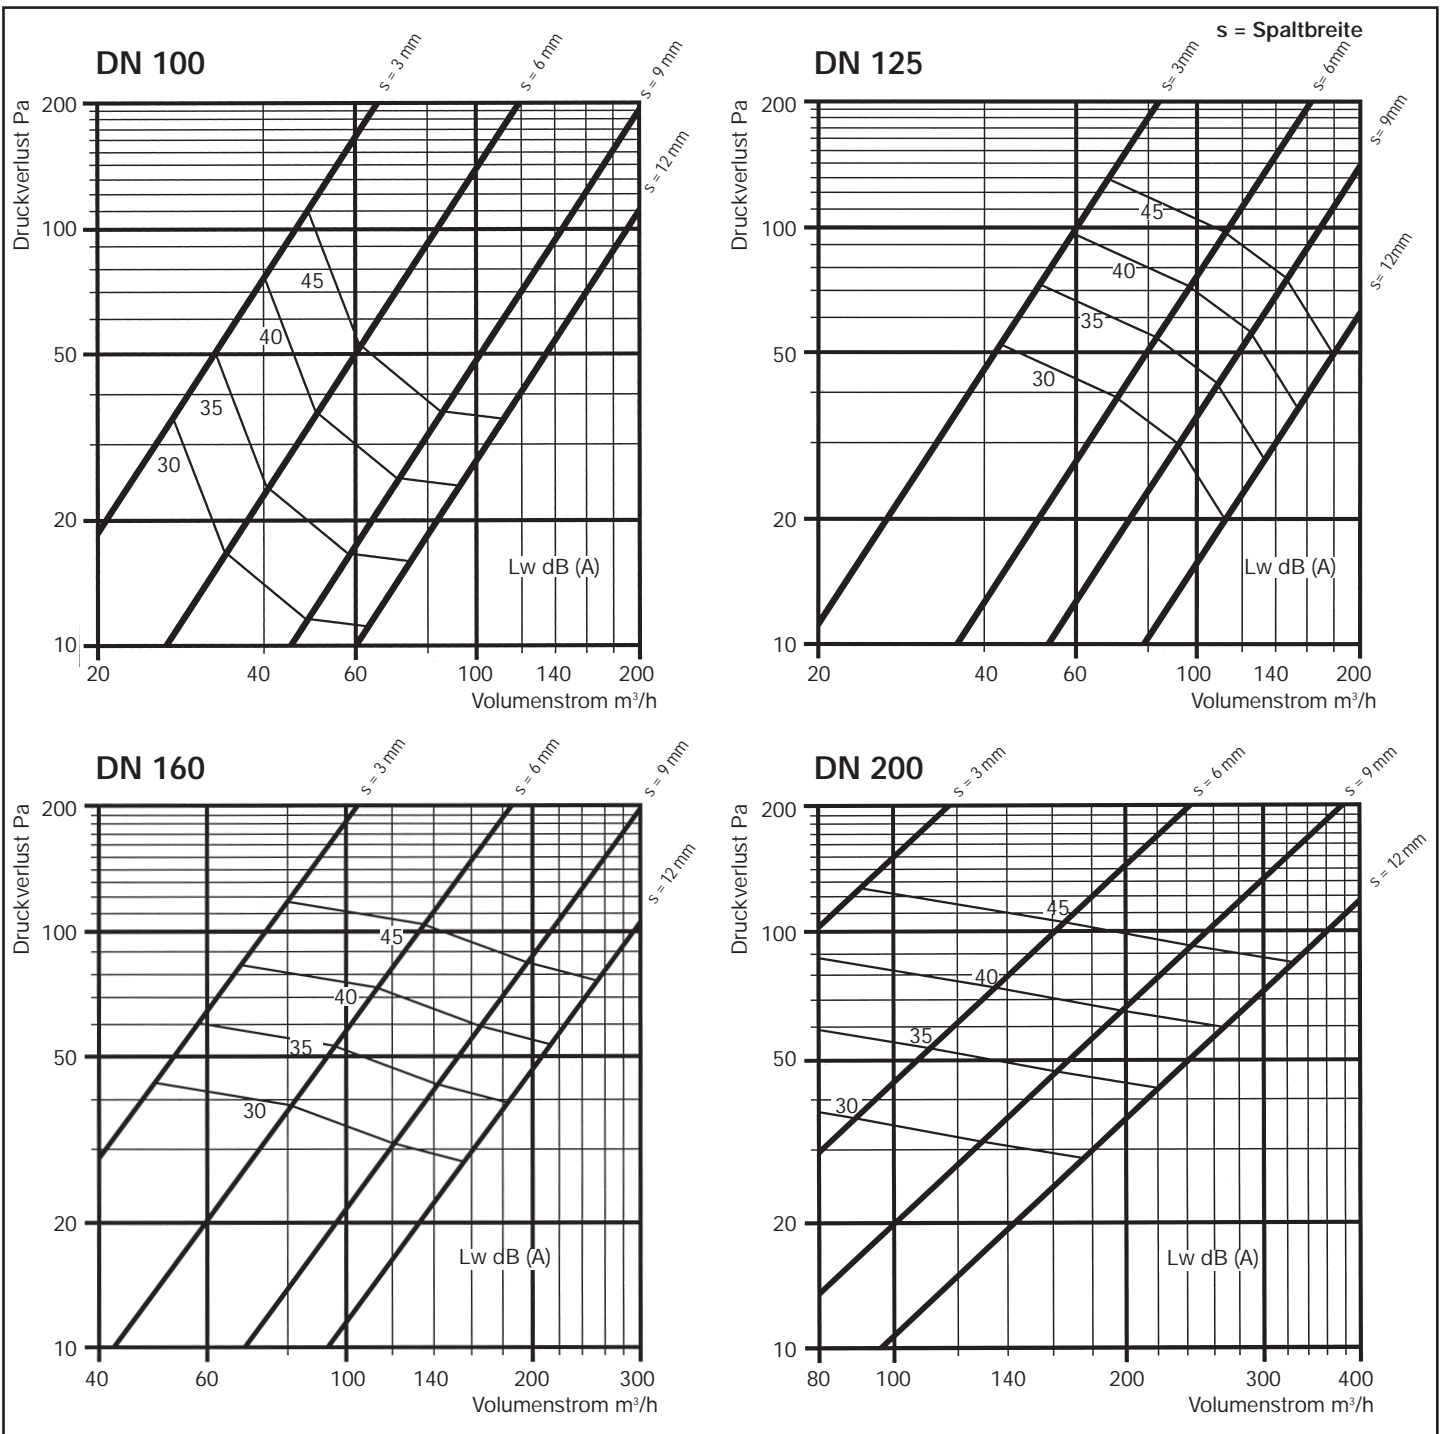 s = Spaltbreite
DN 100
s = 3 mm
s = 6 mm
s = 9 mm
s = 12 mm
Druckverlust Pa
200
100
50
20
10
45
40
35
30
Lw dB (A)
20 40 60 100 140 200
Volumenstrom m³/h
DN 125
s= 3mm
s= 6mm
s= 9mm
s= 12mm
Druckverlust Pa
200
100
50
20
10
45
40
35
30
Lw dB (A)
20 40 60 100 140 200
Volumenstrom m³/h
DN 160
s = 3 mm
s = 6 mm
s = 9 mm
s = 12 mm
Druckverlust Pa
200
100
50
20
10
45
40
35
30
Lw dB (A)
40 60 100 140 200 300
Volumenstrom m³/h
DN 200
s = 3 mm
s = 6 mm
s = 9 mm
s = 12 mm
Druckverlust Pa
200
100
50
20
10
45
40
35
30
Lw dB (A)
80 100 140 200 300 400
Volumenstrom m³/h